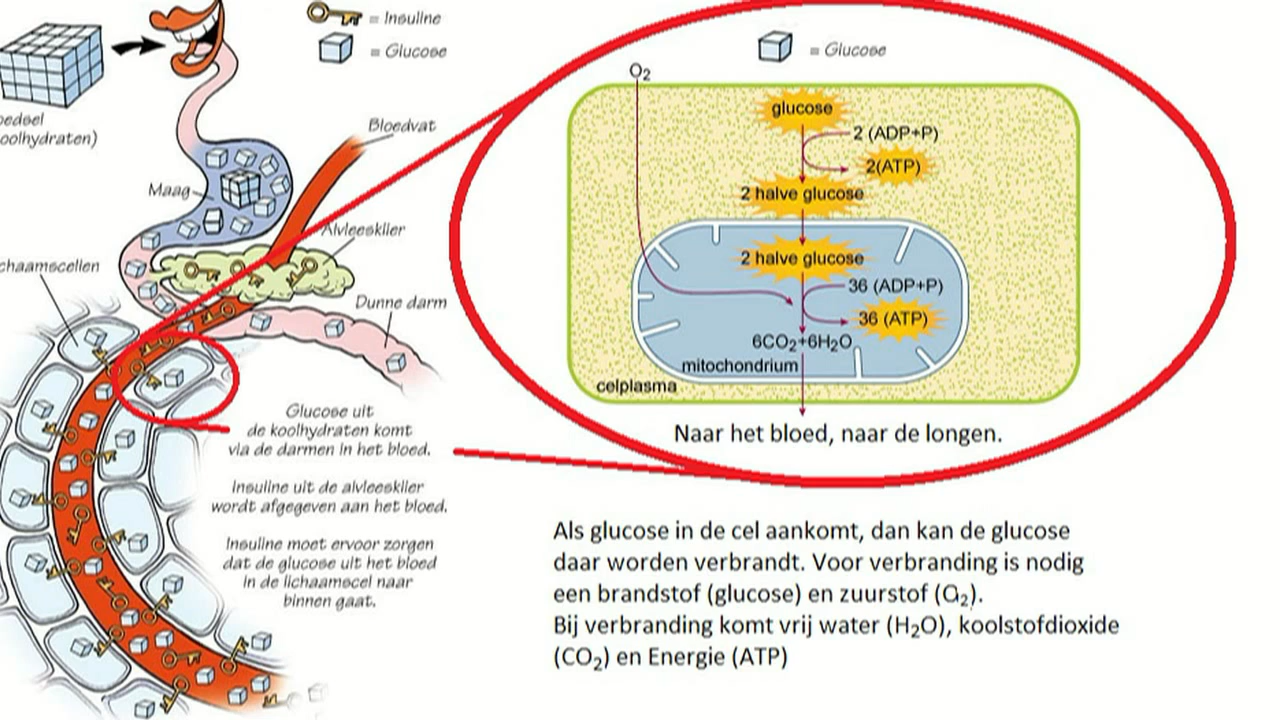 = Insuline
= Glucose
oedsel
oolhydraten)
Bloedvat
Maag
Alvleesklier
chaamscellen
Dunne darm
Glucose uit
de koolhydraten komt
via de darmen in het bloed.
Insuline uit de alvleesklier
wordt afgegeven aan het bloed.
Insuline moet ervoor zorgen
dat de glucose uit het bloed
in de lichaamscel naar
binnen gaat.
= Glucose
O₂
glucose
2 (ADP+P)
2(ATP)
2 halve glucose
2 halve glucose
36 (ADP+P)
36 (ATP)
6CO₂+6H₂O
mitochondrium
celplasma
Naar het bloed, naar de longen.
Als glucose in de cel aankomt, dan kan de glucose
daar worden verbrandt. Voor verbranding is nodig
een brandstof (glucose) en zuurstof (O₂).
Bij verbranding komt vrij water (H₂O), koolstofdioxide
(CO₂) en Energie (ATP)